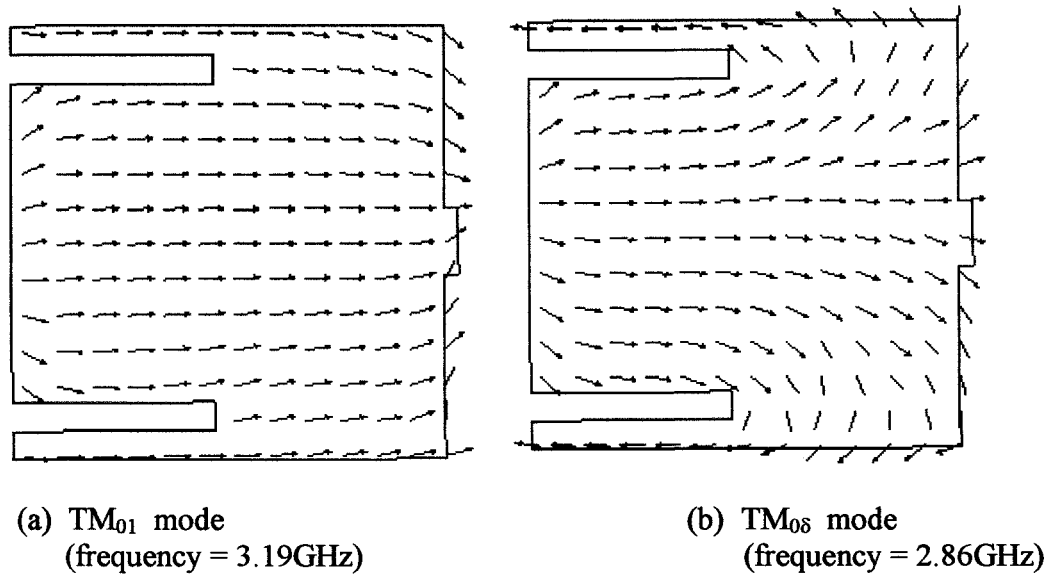 (a) TM₀₁ mode
(frequency = 3.19GHz)
(b) TM₀δ mode
(frequency = 2.86GHz)